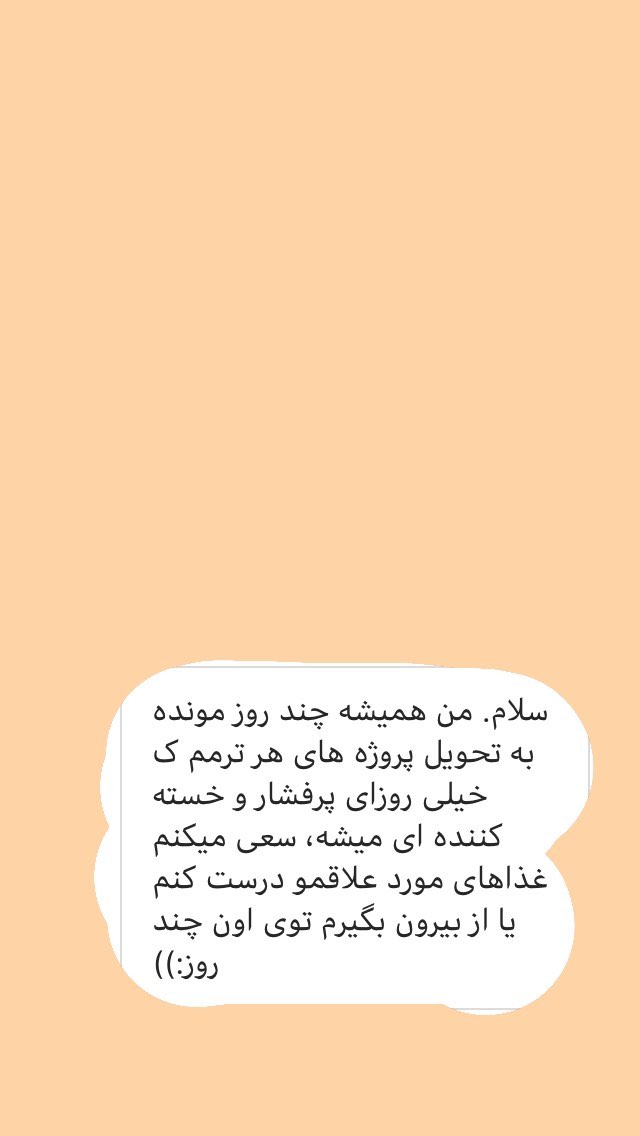 سلام. من همیشه چند روز مونده
به تحویل پروژه های هر ترمم ک
خیلی روزای پرفشار و خسته
کننده ای میشه، سعی میکنم
غذاهای مورد علاقمو درست کنم
یا از بیرون بگیرم توی اون چند
روز:))